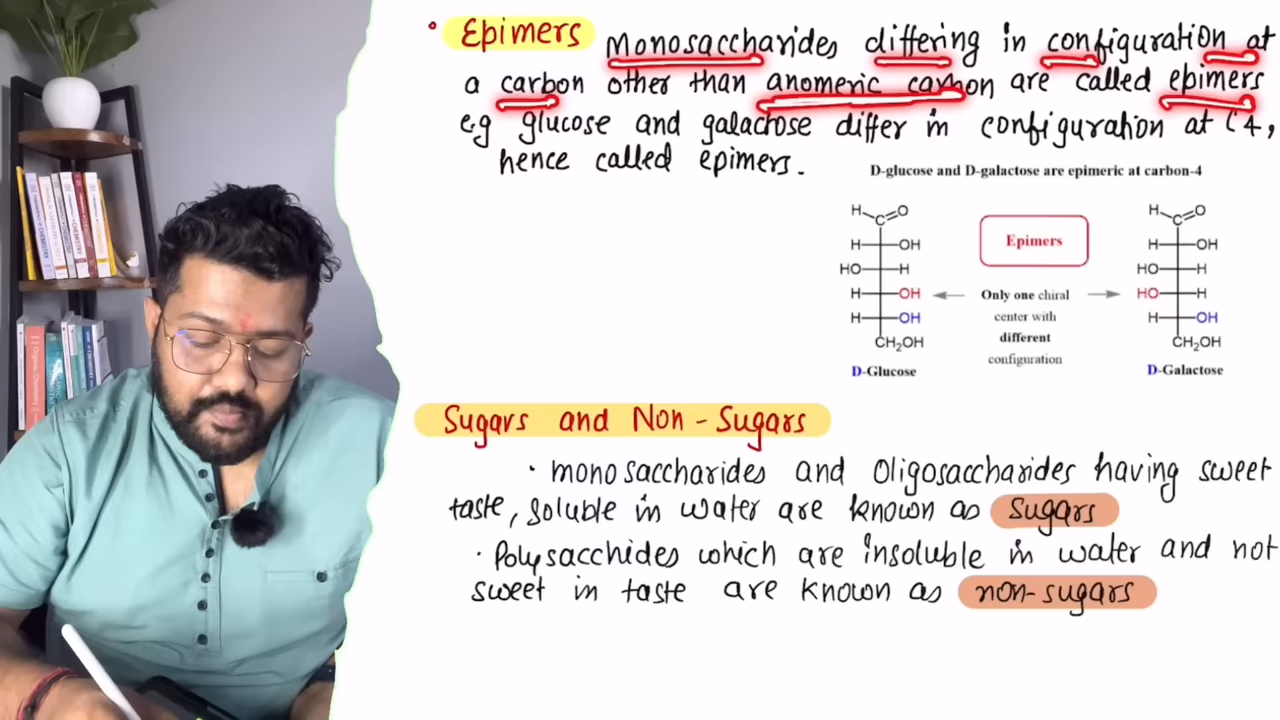 • Epimers Monosaccharides differing in configuration at
a carbon other than anomeric carbon are called epimers
e.g glucose and galactose differ in configuration at C4,
hence called epimers.
D-glucose and D-galactose are epimeric at carbon-4
H C O
H OH
HO H
H OH
H OH
CH₂OH
D-Glucose
Epimers
Only one chiral
center with
different
configuration
H C O
H OH
HO H
HO H
H OH
CH₂OH
D-Galactose
Sugars and Non-Sugars
· monosaccharides and Oligosaccharides having sweet
taste, soluble in water are known as sugars
· Polysacchides which are insoluble in water and not
sweet in taste are known as non-sugars